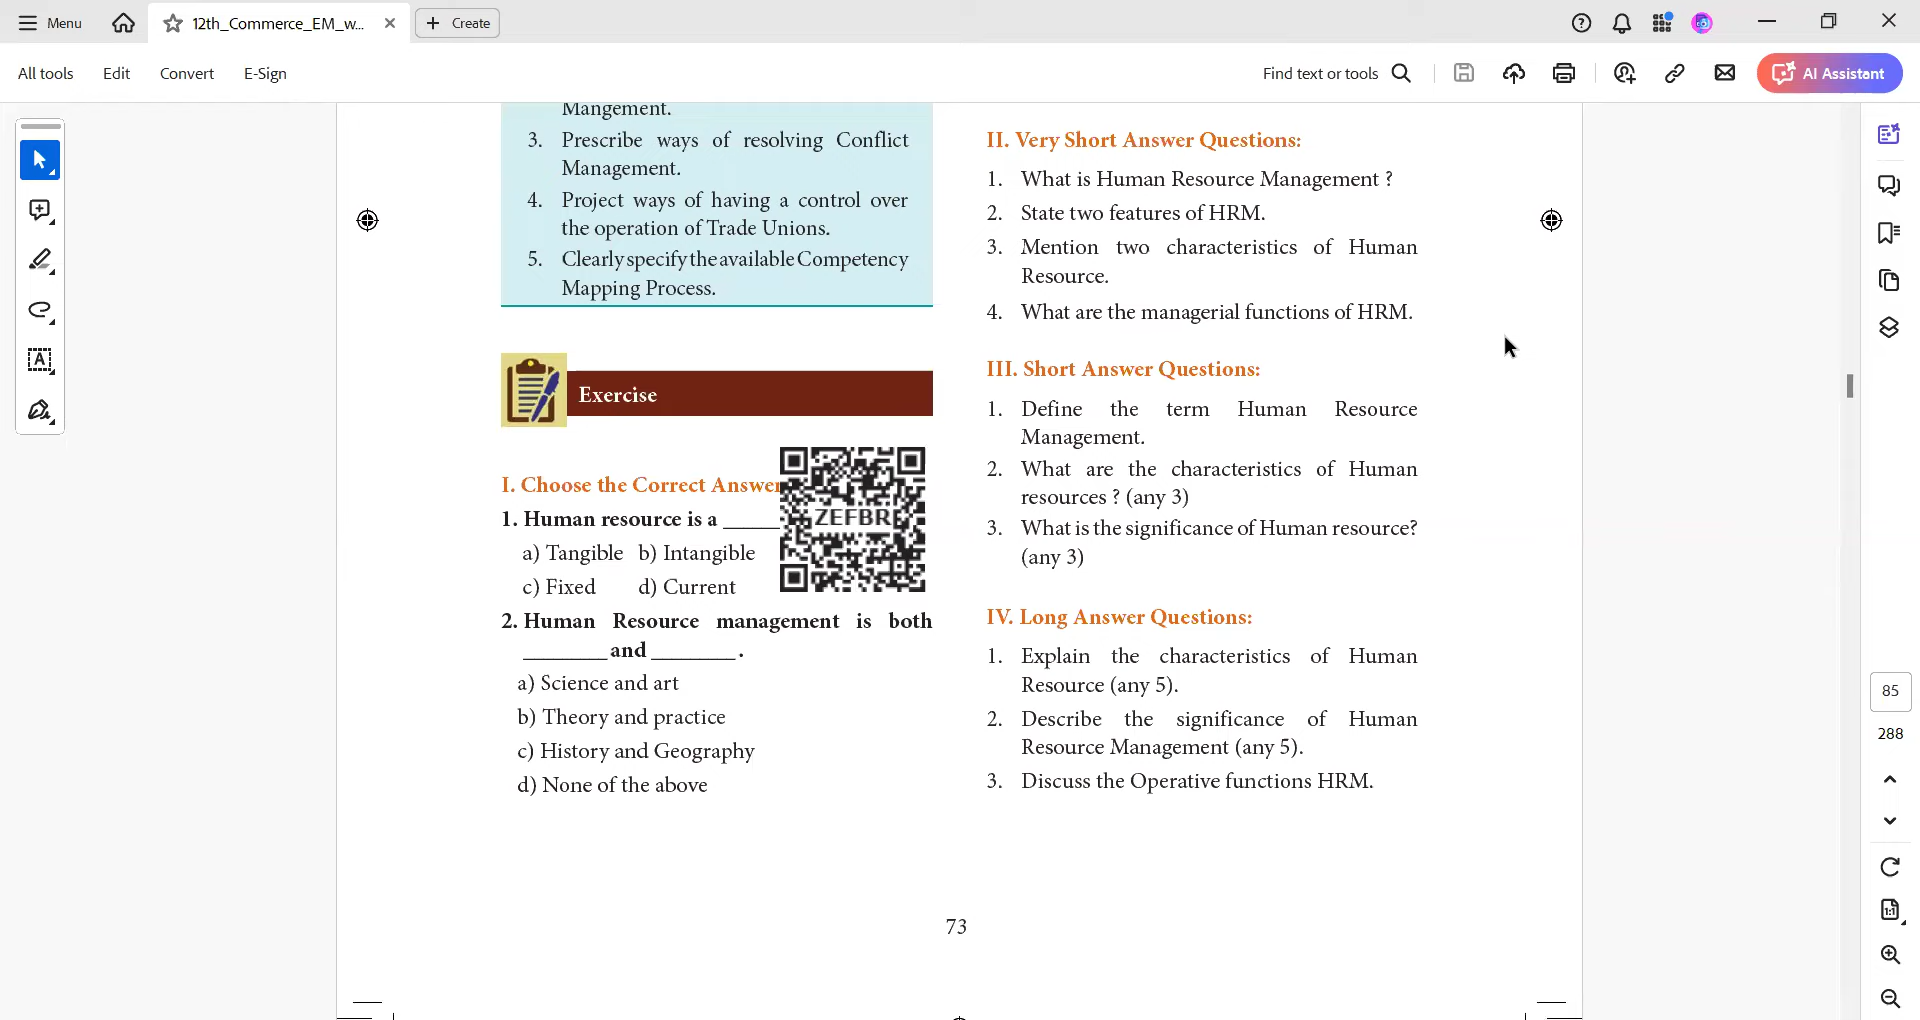 Menu
12th_Commerce_EM_w...
Create
All tools
Edit
Convert
E-Sign
Find text or tools
AI Assistant
Mangement.
3. Prescribe ways of resolving Conflict
Management.
4. Project ways of having a control over
the operation of Trade Unions.
5. Clearly specify the available Competency
Mapping Process.
Exercise
I. Choose the Correct Answer
1. Human resource is a ______
ZEFBRL
a) Tangible b) Intangible
c) Fixed d) Current
2. Human Resource management is both
________ and ________ .
a) Science and art
b) Theory and practice
c) History and Geography
d) None of the above
II. Very Short Answer Questions:
1. What is Human Resource Management ?
2. State two features of HRM.
3. Mention two characteristics of Human
Resource.
4. What are the managerial functions of HRM.
III. Short Answer Questions:
1. Define the term Human Resource
Management.
2. What are the characteristics of Human
resources ? (any 3)
3. What is the significance of Human resource?
(any 3)
IV. Long Answer Questions:
1. Explain the characteristics of Human
Resource (any 5).
2. Describe the significance of Human
Resource Management (any 5).
3. Discuss the Operative functions HRM.
73
85
288